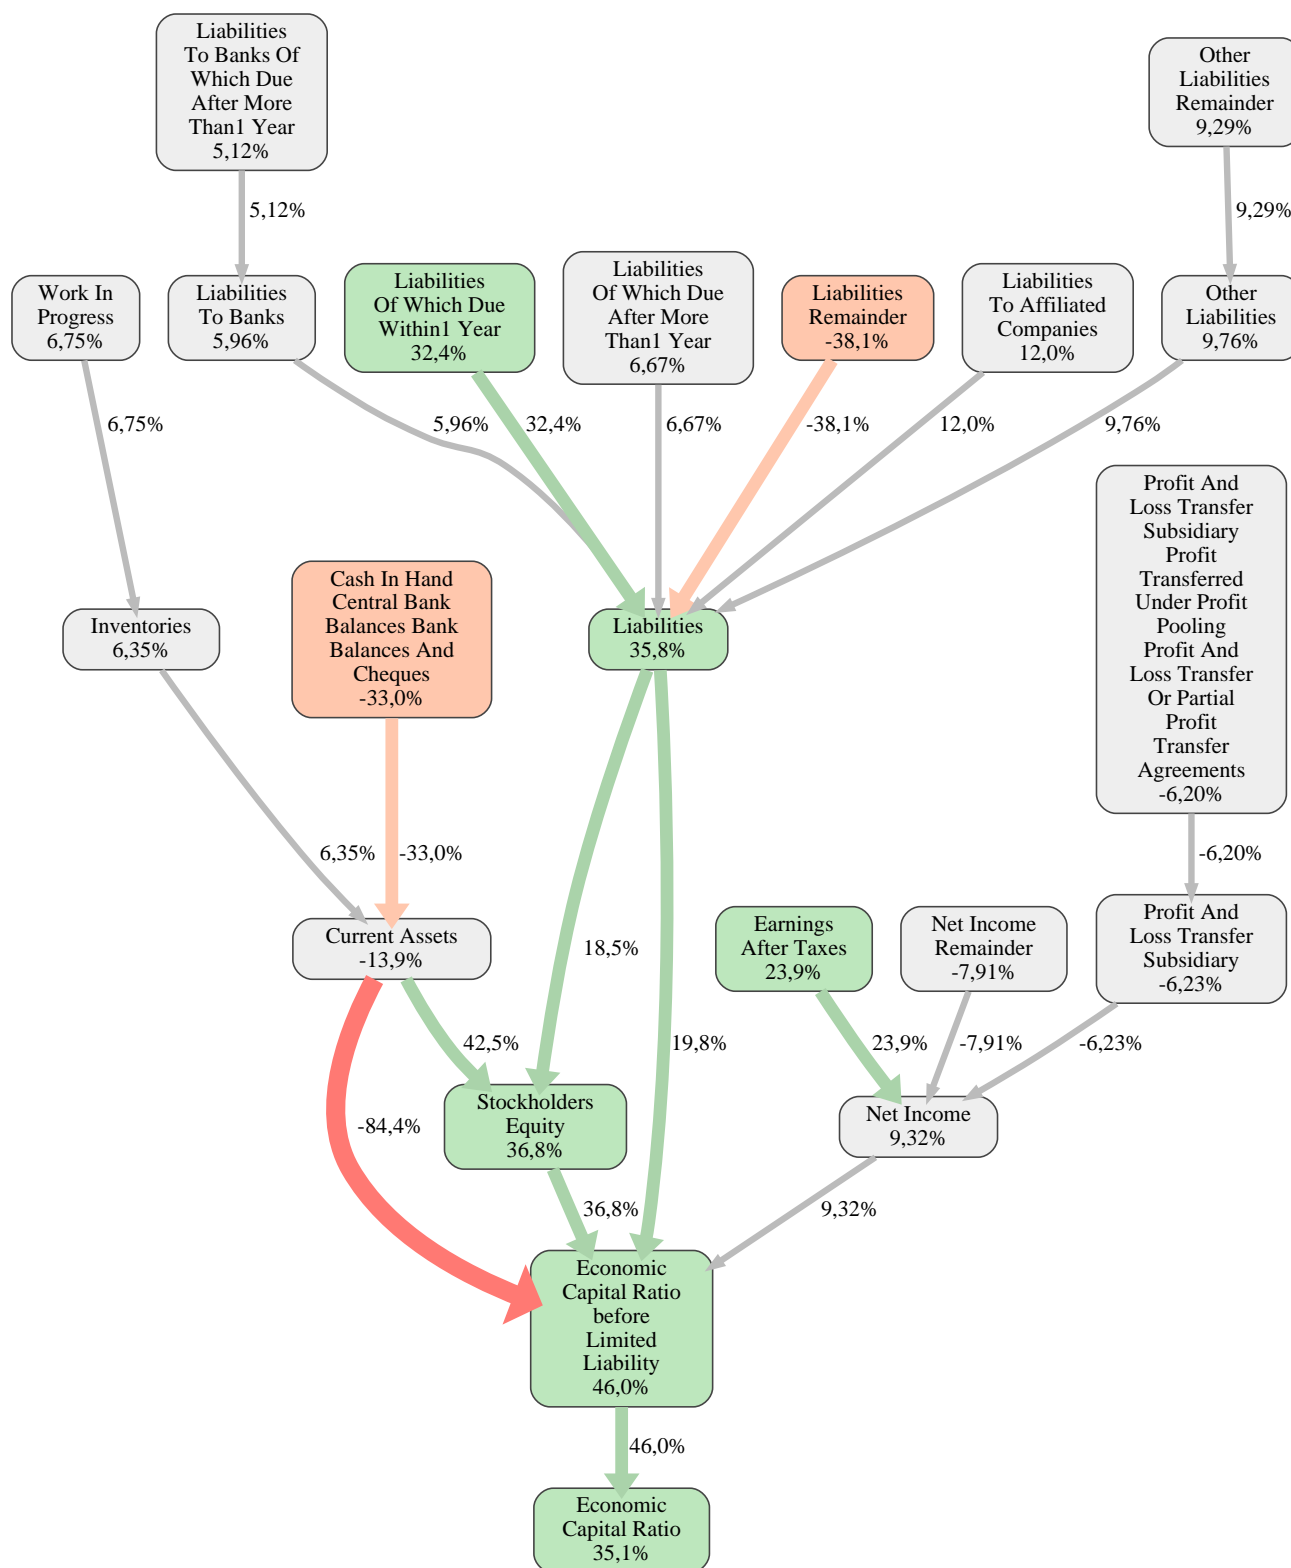 Liabilities
To Banks Of
Which Due
After More
Than1 Year
5,12%
Other
Liabilities
Remainder
9,29%
5,12%
9,29%
Work In
Progress
6,75%
Liabilities
To Banks
5,96%
Liabilities
Of Which Due
Within1 Year
32,4%
Liabilities
Of Which Due
After More
Than1 Year
6,67%
Liabilities
Remainder
-38,1%
Liabilities
To Affiliated
Companies
12,0%
Other
Liabilities
9,76%
6,75%
5,96%
32,4%
6,67%
-38,1%
12,0%
9,76%
Profit And
Loss Transfer
Subsidiary
Profit
Transferred
Under Profit
Pooling
Profit And
Loss Transfer
Or Partial
Profit
Transfer
Agreements
-6,20%
Cash In Hand
Central Bank
Balances Bank
Balances And
Cheques
-33,0%
Inventories
6,35%
Liabilities
35,8%
6,35%
-33,0%
-6,20%
Current Assets
-13,9%
18,5%
Earnings
After Taxes
23,9%
Net Income
Remainder
-7,91%
Profit And
Loss Transfer
Subsidiary
-6,23%
42,5%
19,8%
23,9%
-7,91%
-6,23%
-84,4%
Stockholders
Equity
36,8%
Net Income
9,32%
36,8%
9,32%
Economic
Capital Ratio
before
Limited
Liability
46,0%
46,0%
Economic
Capital Ratio
35,1%